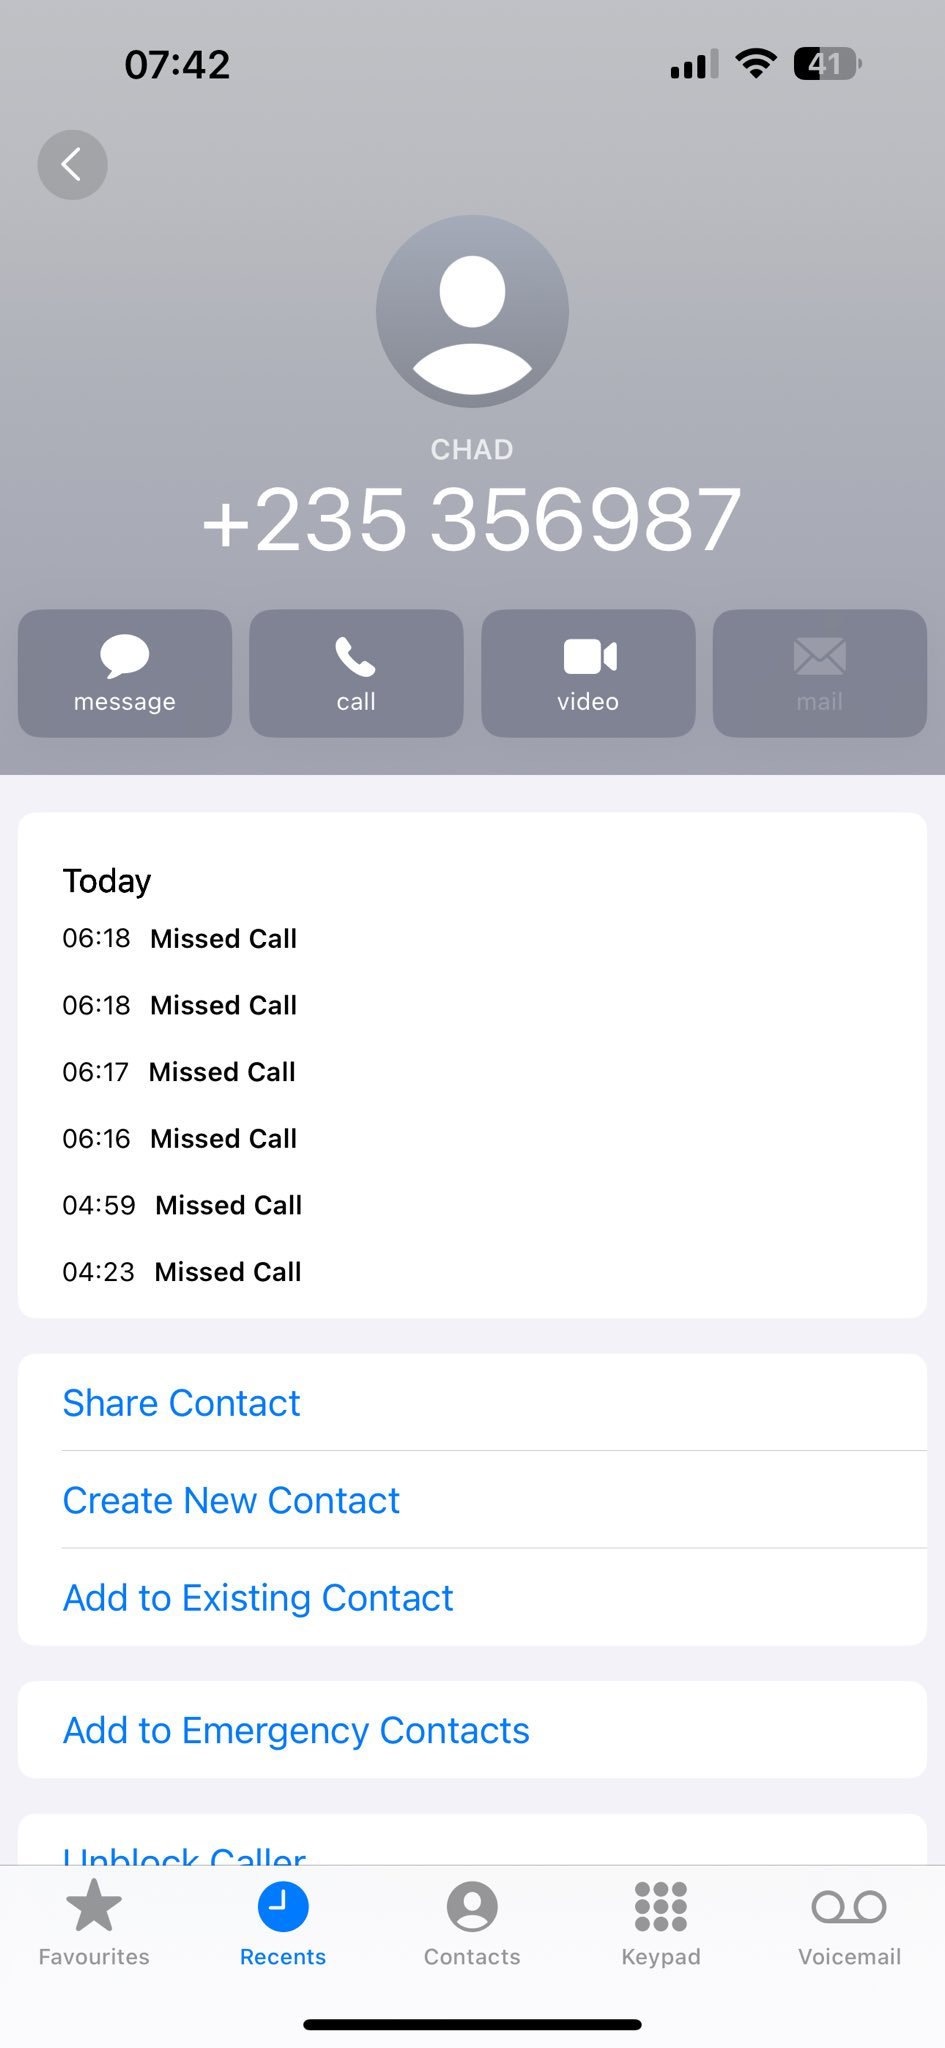 07:42
41
CHAD
+235 356987
message
call
video
mail
Today
06:18 Missed Call
06:18 Missed Call
06:17 Missed Call
06:16 Missed Call
04:59 Missed Call
04:23 Missed Call
Share Contact
Create New Contact
Add to Existing Contact
Add to Emergency Contacts
Unblock Caller
Favourites
Recents
Contacts
Keypad
Voicemail